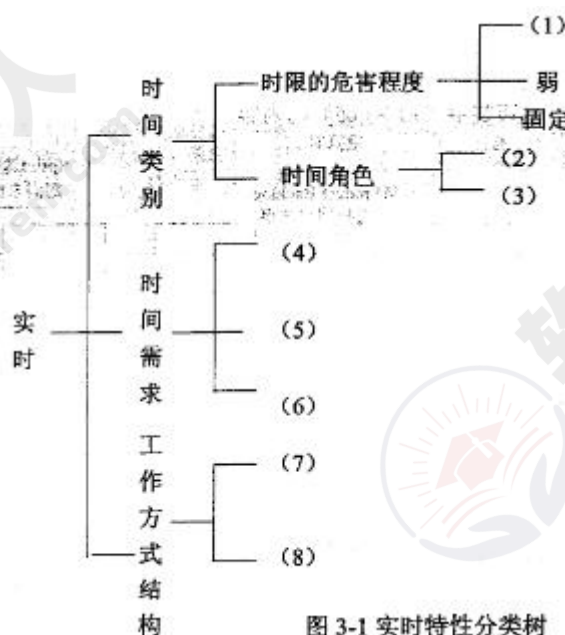 实时
时间类别
时限的危害程度
(1)
弱
固定
时间角色
(2)
(3)
时间需求
(4)
(5)
(6)
工作方式结构
(7)
(8)
图 3-1 实时特性分类树